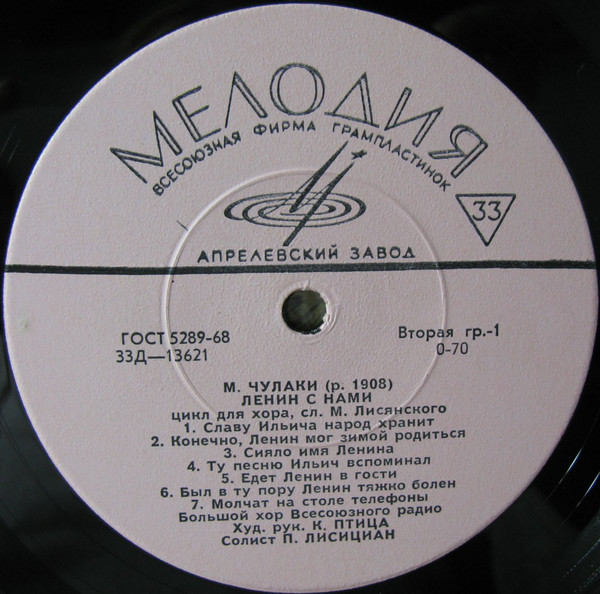 МЕЛОДИЯ
ВСЕСОЮЗНАЯ ФИРМА ГРАМПЛАСТИНОК
33
АПРЕЛЕВСКИЙ ЗАВОД
ГОСТ 5289-68
33Д—13621
Вторая гр.-1
0-70
М. ЧУЛАКИ (р. 1908)
ЛЕНИН С НАМИ
цикл для хора, сл. М. Лисянского
1. Славу Ильича народ хранит
2. Конечно, Ленин мог зимой родиться
3. Сияло имя Ленина
4. Ту песню Ильич вспоминал
5. Едет Ленин в гости
6. Был в ту пору Ленин тяжко болен
7. Молчат на столе телефоны
Большой хор Всесоюзного радио
Худ. рук. К. ПТИЦА
Солист П. ЛИСИЦИАН